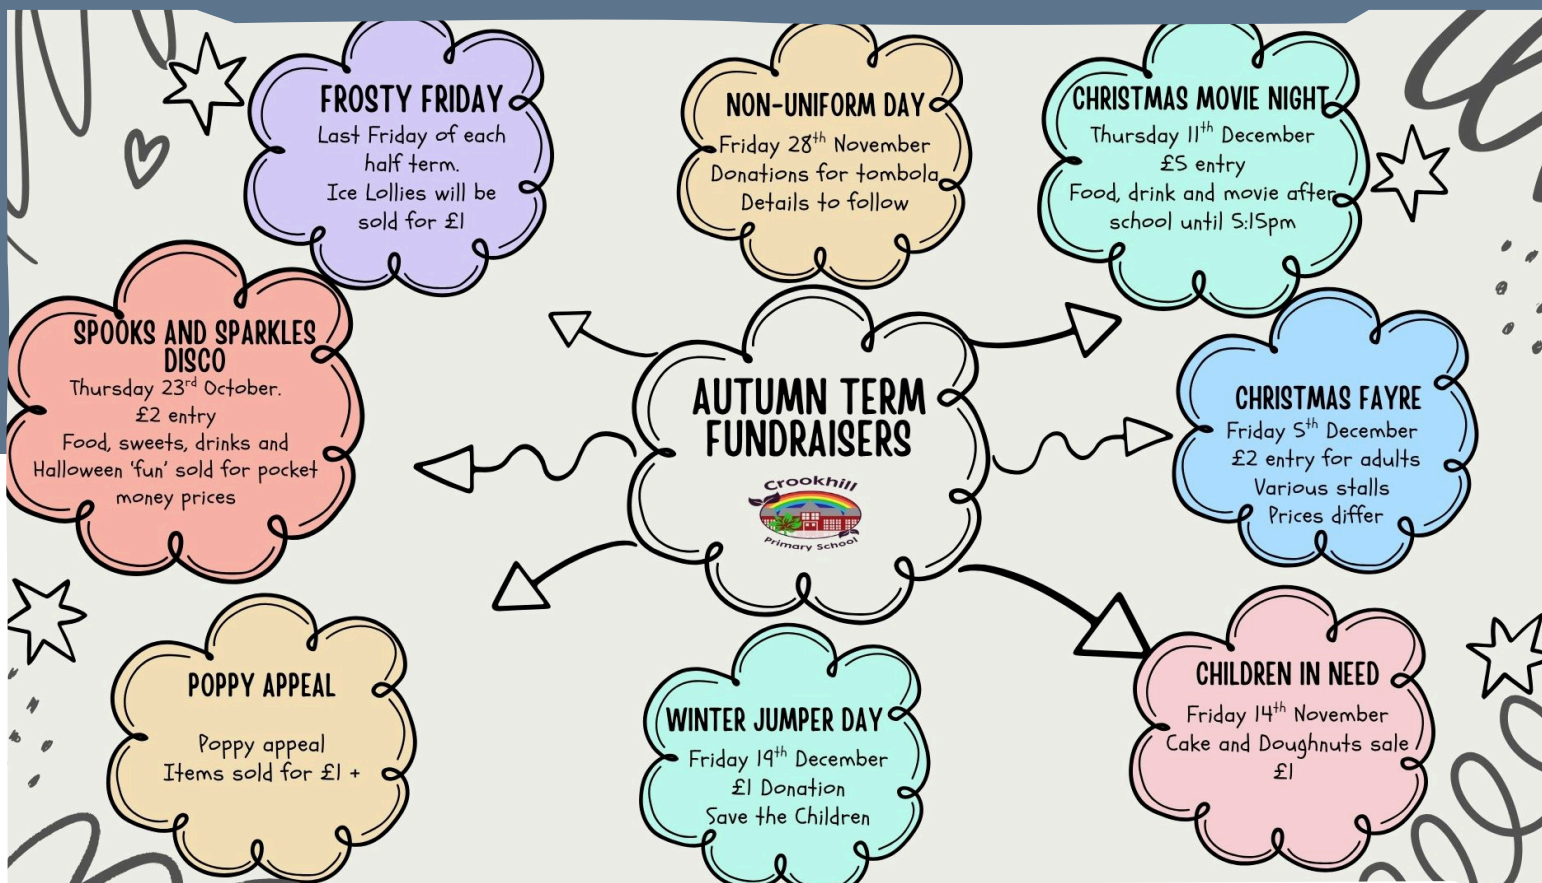 FROSTY FRIDAY
Last Friday of each
half term.
Ice Lollies will be
sold for £1
NON-UNIFORM DAY
Friday 28th November
Donations for tombola
Details to follow
CHRISTMAS MOVIE NIGHT
Thursday 11th December
£5 entry
Food, drink and movie after
school until 5:15pm
SPOOKS AND SPARKLES
DISCO
Thursday 23rd October.
£2 entry
Food, sweets, drinks and
Halloween 'fun' sold for pocket
money prices
AUTUMN TERM
FUNDRAISERS
Crookhill
Primary School
CHRISTMAS FAYRE
Friday 5th December
£2 entry for adults
Various stalls
Prices differ
POPPY APPEAL
Poppy appeal
Items sold for £1 +
WINTER JUMPER DAY
Friday 19th December
£1 Donation
Save the Children
CHILDREN IN NEED
Friday 14th November
Cake and Doughnuts sale
£1